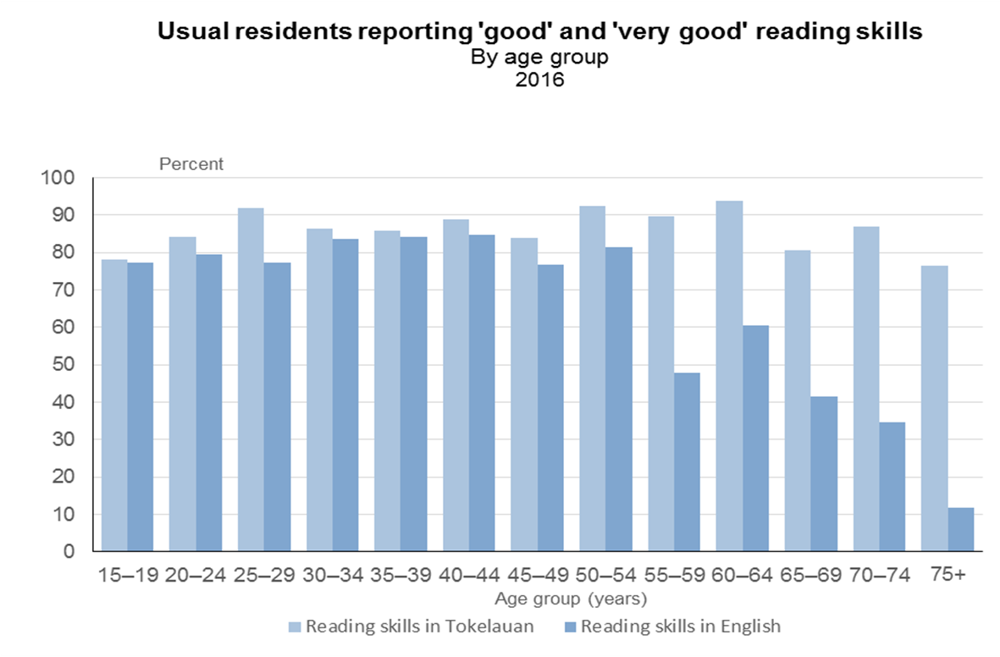 Usual residents reporting 'good' and 'very good' reading skills
By age group
2016
Percent
100
90
80
70
60
50
40
30
20
10
0
15–19 20–24 25–29 30–34 35–39 40–44 45–49 50–54 55–59 60–64 65–69 70–74 75+
Age group (years)
Reading skills in Tokelauan Reading skills in English